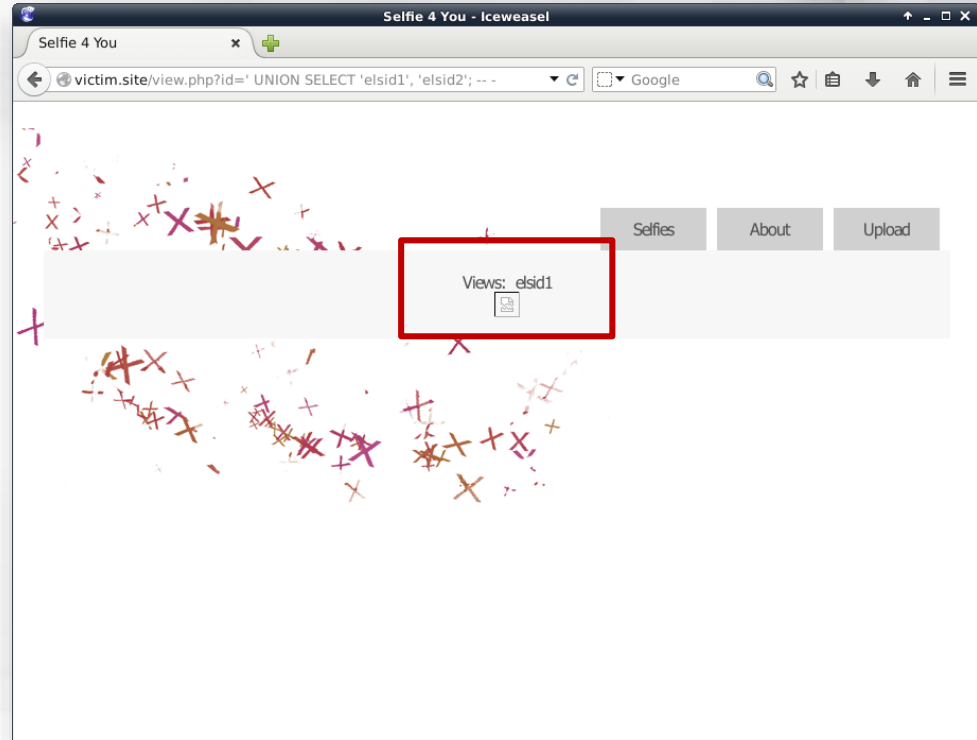 Selfie 4 You - Iceweasel
Selfie 4 You
victim.site/view.php?id=' UNION SELECT 'elsid1', 'elsid2'; -- -
Google
Selfies
About
Upload
Views: elsid1